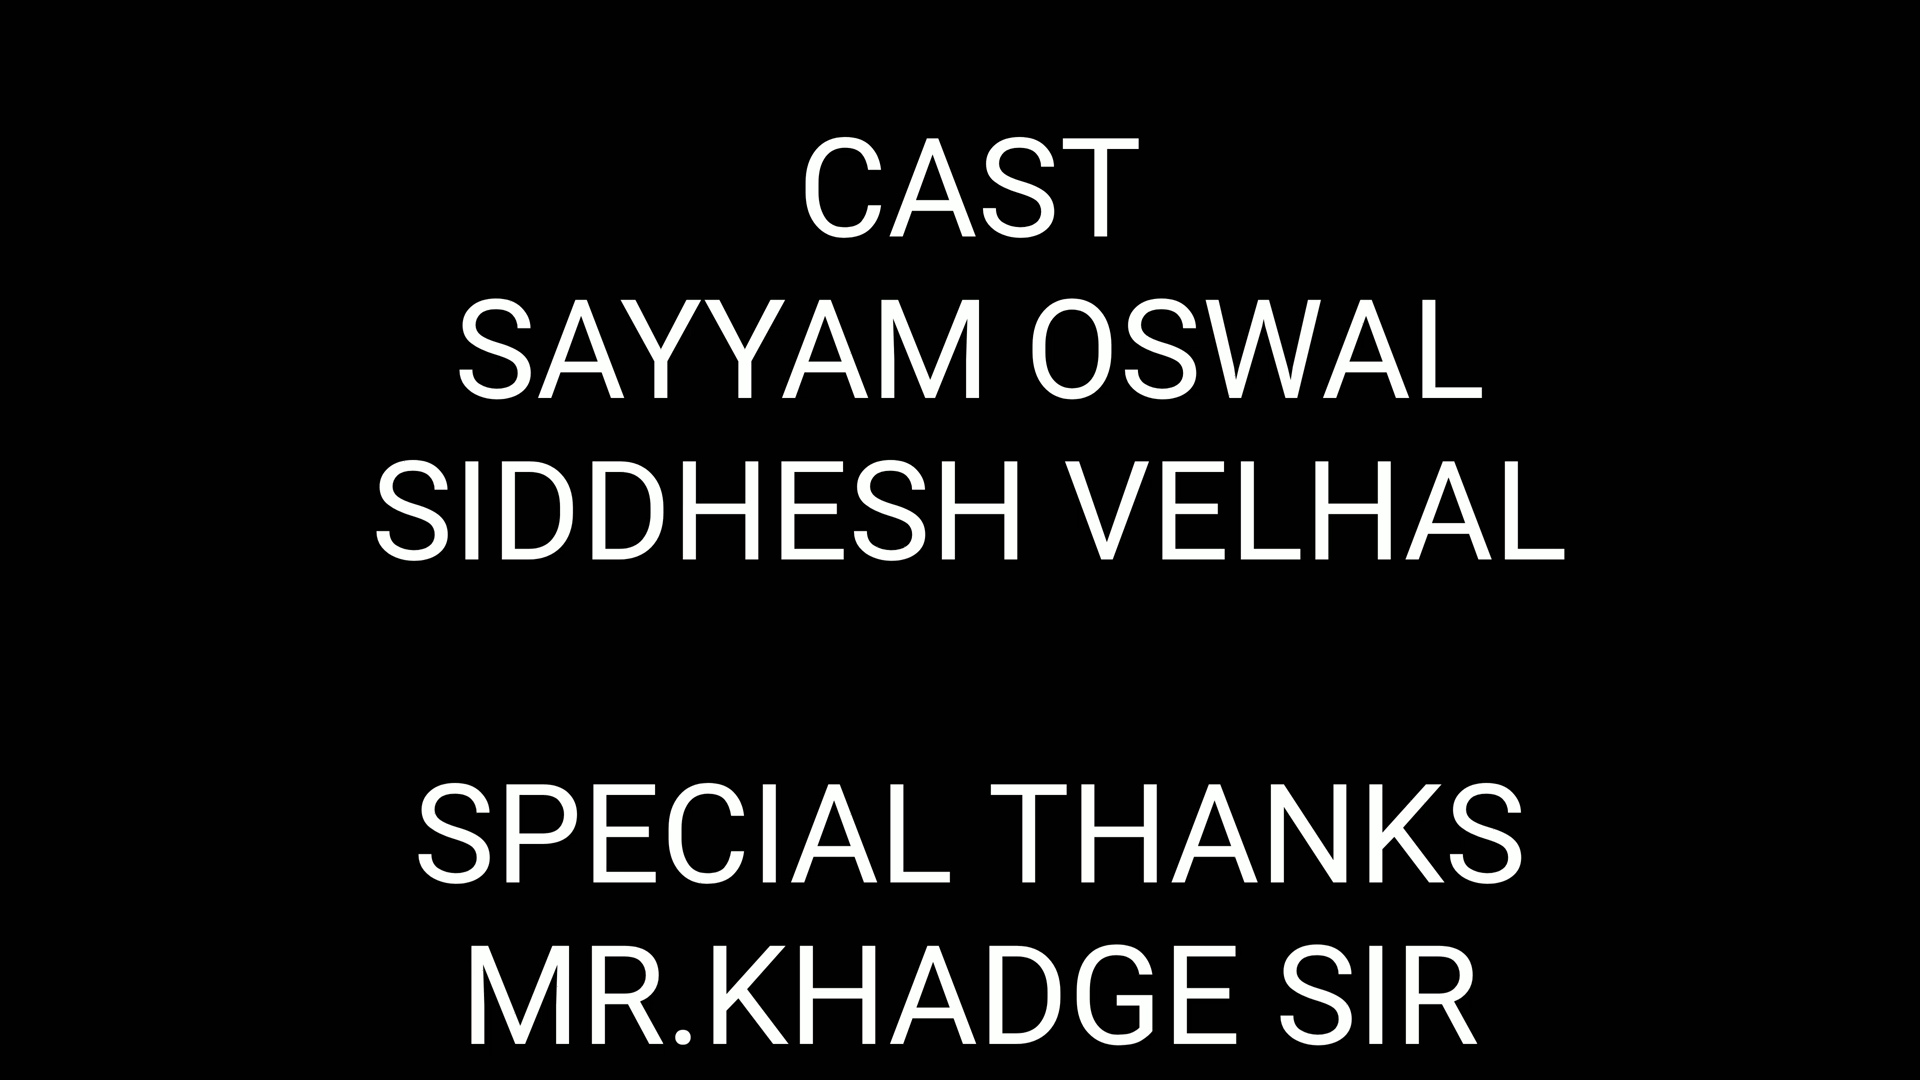 CAST
SAYYAM OSWAL
SIDDHESH VELHAL
SPECIAL THANKS
MR.KHADGE SIR